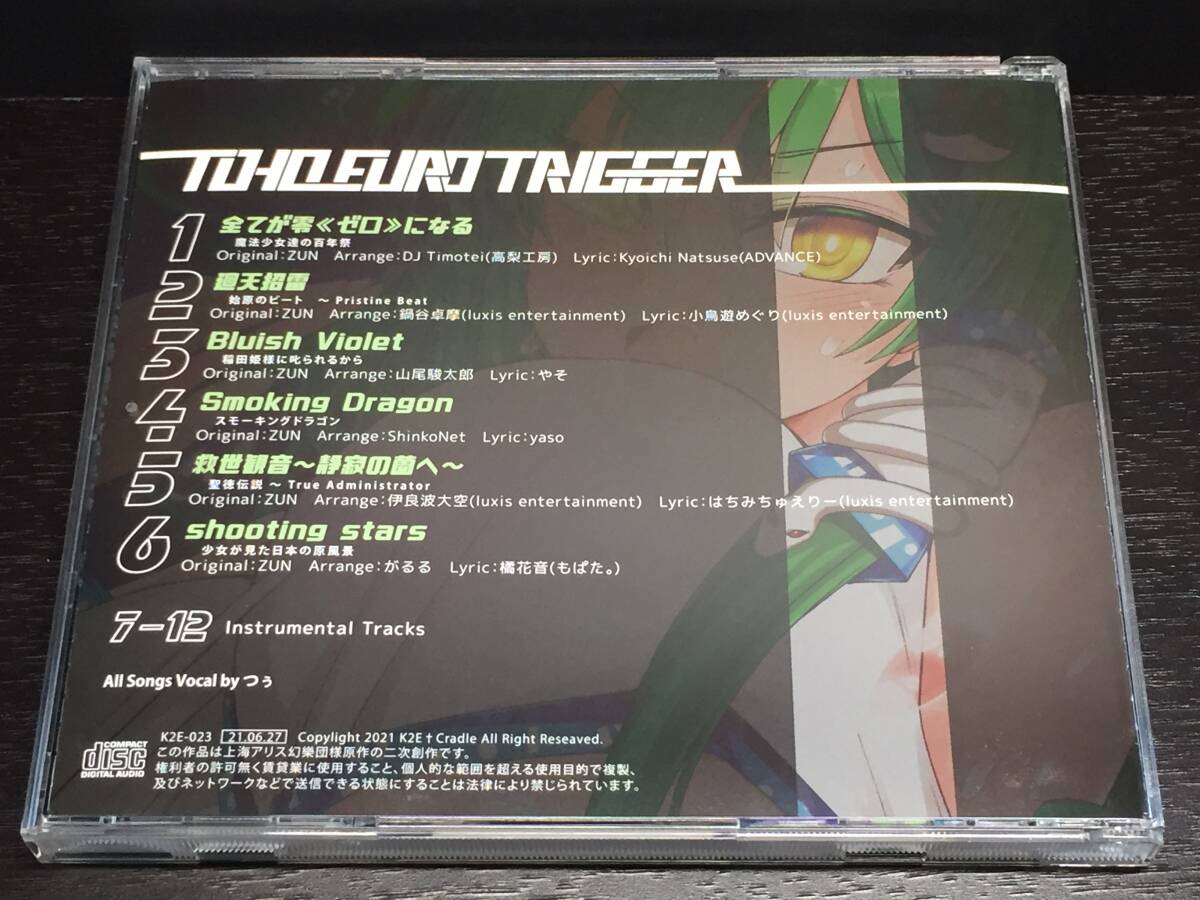 TOHO EURO TRIGGER
1 全てが零≪ゼロ≫になる
魔法少女達の百年祭
Original:ZUN Arrange:DJ Timotei(高梨工房) Lyric:Kyoichi Natsuse(ADVANCE)
2 廻天招雷
始原のビート ～ Pristine Beat
Original:ZUN Arrange:鍋谷卓摩(luxis entertainment) Lyric:小鳥遊めぐり(luxis entertainment)
3 Bluish Violet
稲田姫様に叱られるから
Original:ZUN Arrange:山尾駿太郎 Lyric:やそ
4 Smoking Dragon
スモーキングドラゴン
Original:ZUN Arrange:ShinkoNet Lyric:yaso
5 救世観音～静寂の薗へ～
聖徳伝説 ～ True Administrator
Original:ZUN Arrange:伊良波大空(luxis entertainment) Lyric:はちみちゅえりー(luxis entertainment)
6 shooting stars
少女が見た日本の原風景
Original:ZUN Arrange:がるる Lyric:橘花音(もぱた。)
7-12 Instrumental Tracks
All Songs Vocal by つぅ
COMPACT disc DIGITAL AUDIO
K2E-023 21.06.27 Copylight 2021 K2E†Cradle All Right Reseaved.
この作品は上海アリス幻樂団様原作の二次創作です。
権利者の許可無く賃貸業に使用すること、個人的な範囲を超える使用目的で複製、
及びネットワークなどで送信できる状態にすることは法律により禁じられています。